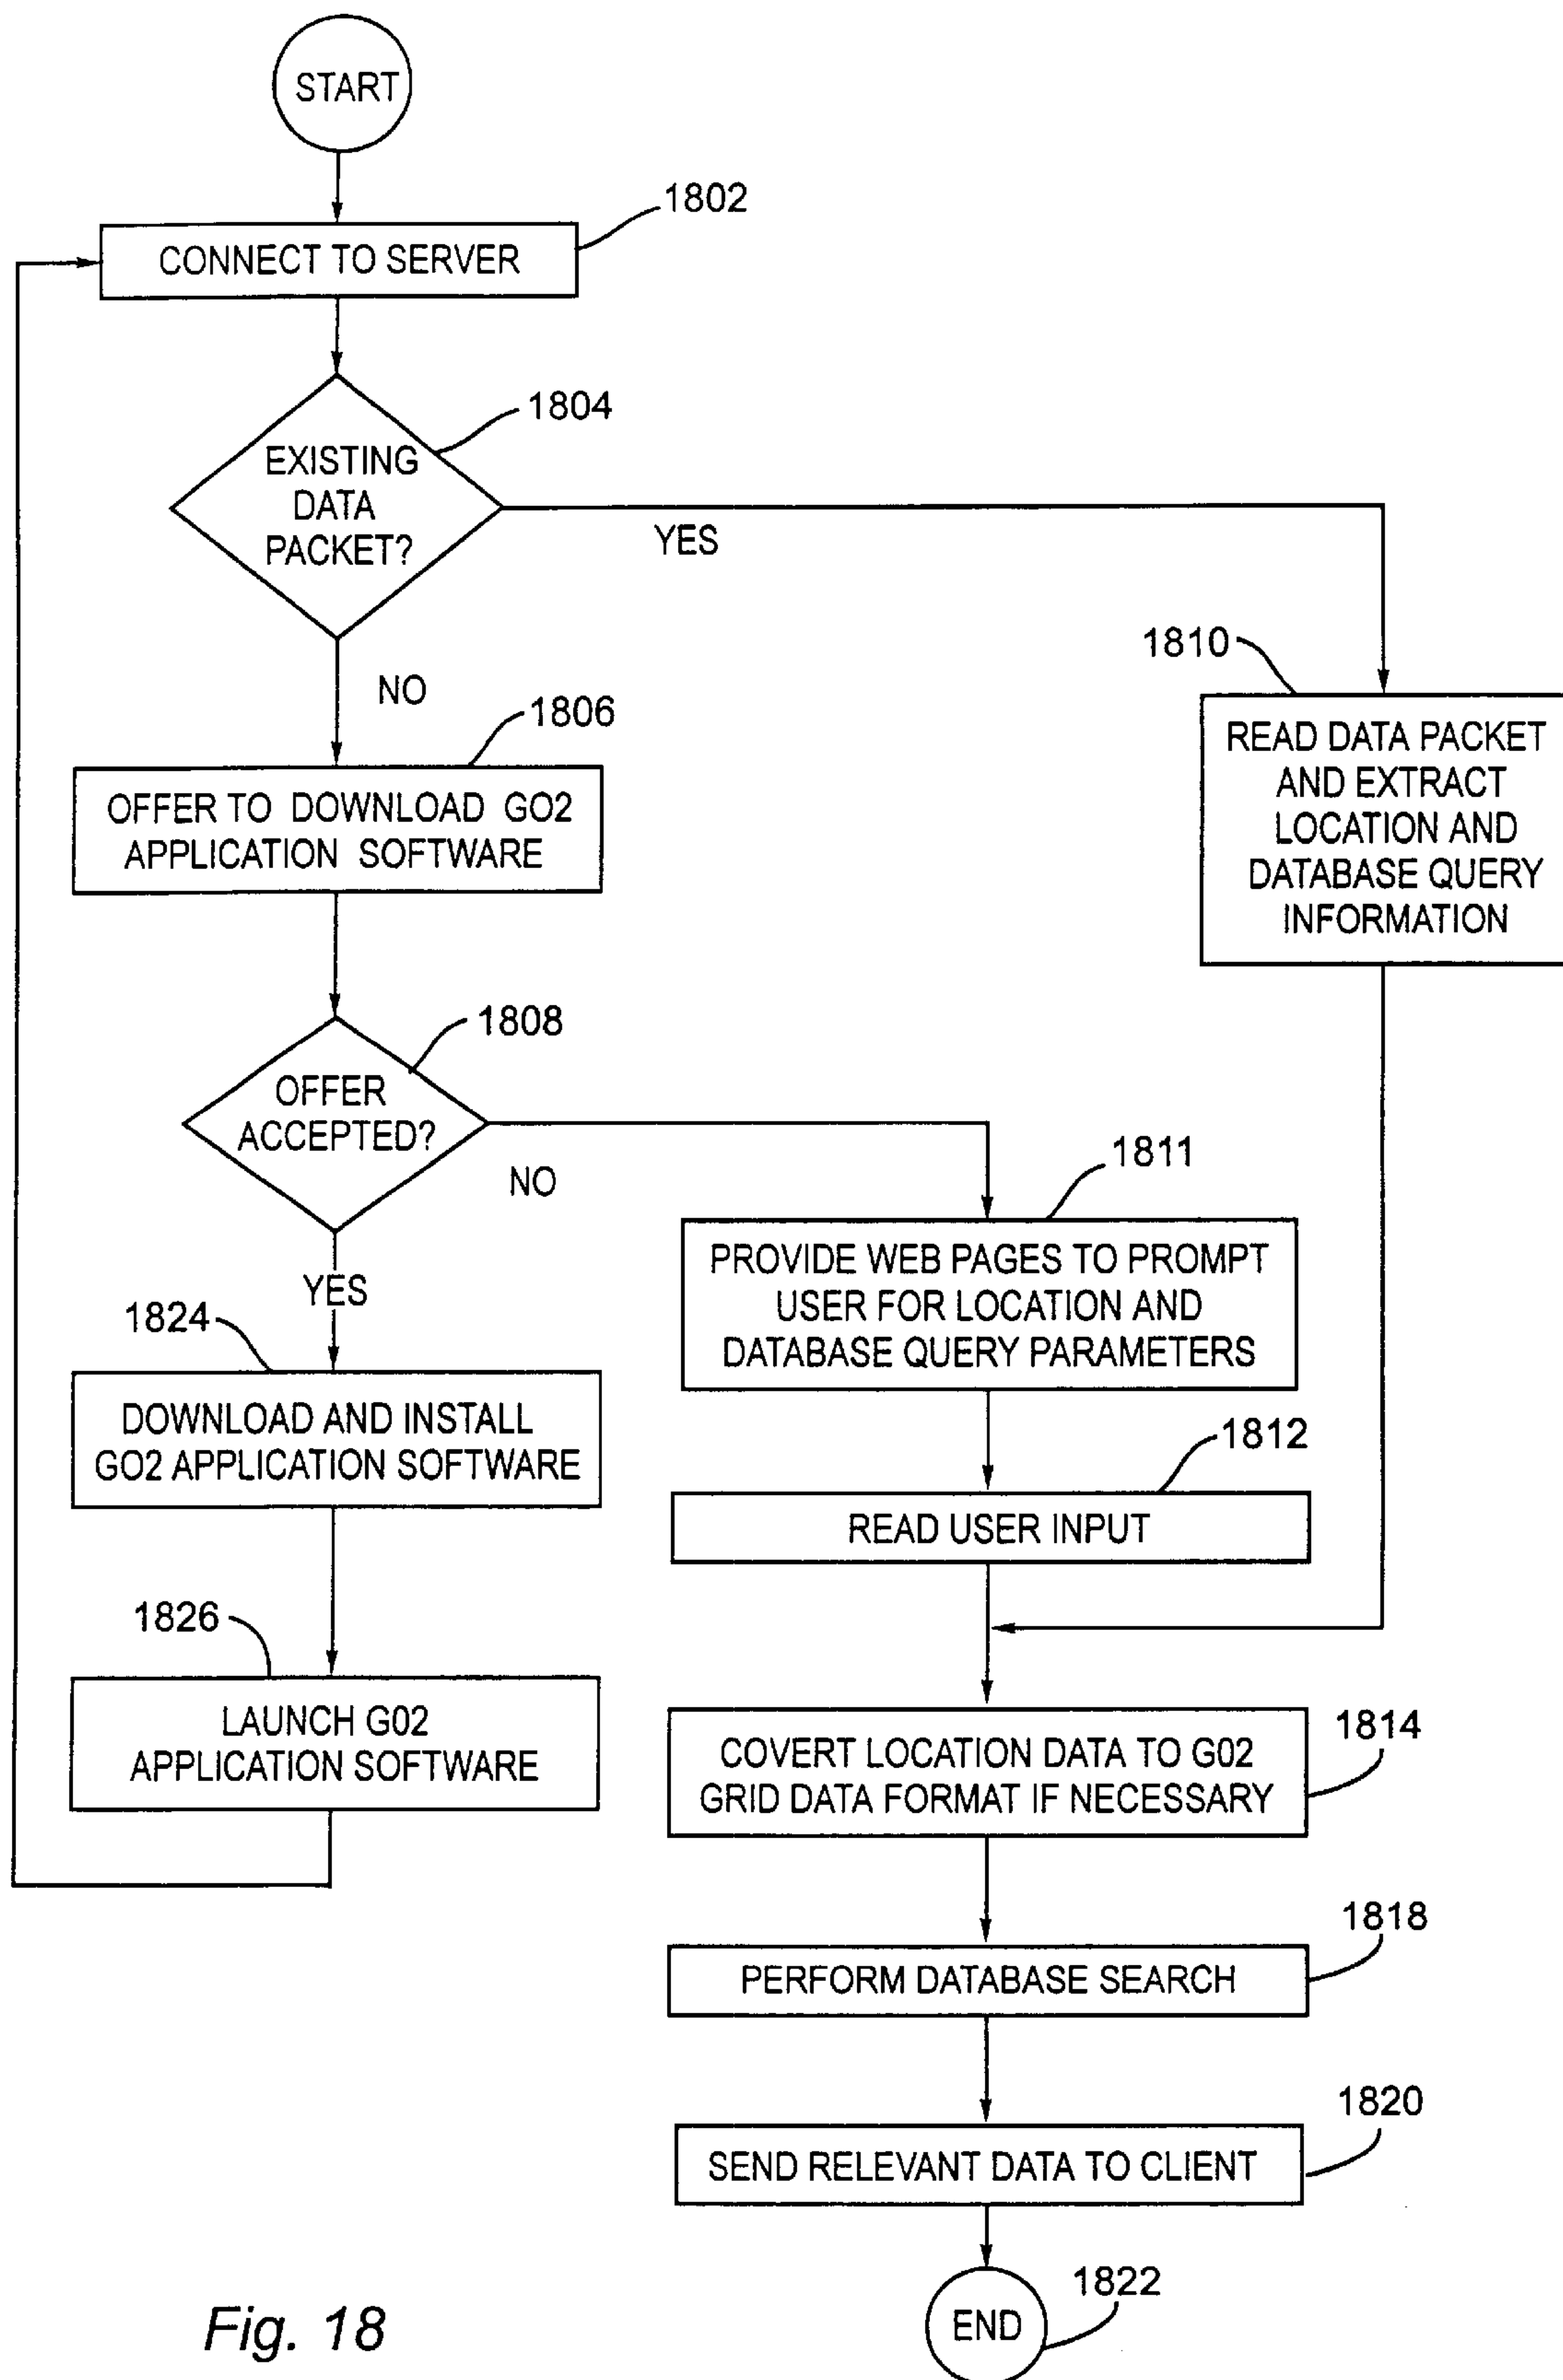 START
1802
CONNECT TO SERVER
1804
EXISTING
DATA
PACKET?
YES
NO
1806
OFFER TO DOWNLOAD GO2
APPLICATION SOFTWARE
1810
READ DATA PACKET
AND EXTRACT
LOCATION AND
DATABASE QUERY
INFORMATION
1808
OFFER
ACCEPTED?
NO
YES
1811
PROVIDE WEB PAGES TO PROMPT
USER FOR LOCATION AND
DATABASE QUERY PARAMETERS
1824
DOWNLOAD AND INSTALL
GO2 APPLICATION SOFTWARE
1812
READ USER INPUT
1826
LAUNCH G02
APPLICATION SOFTWARE
1814
COVERT LOCATION DATA TO G02
GRID DATA FORMAT IF NECESSARY
1818
PERFORM DATABASE SEARCH
1820
SEND RELEVANT DATA TO CLIENT
1822
END
Fig. 18